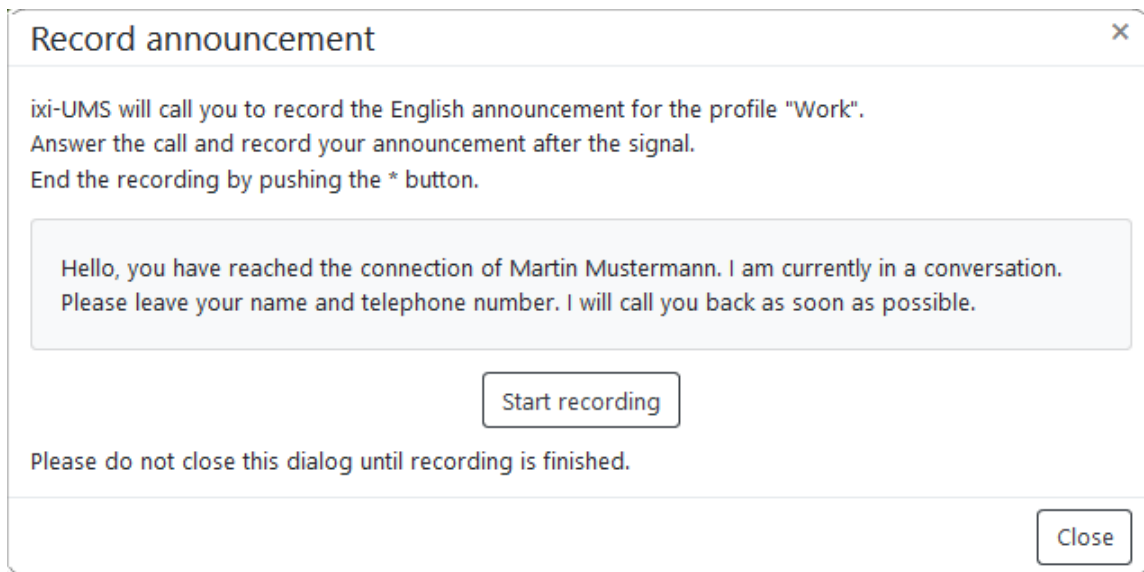 Record announcement
×
ixi-UMS will call you to record the English announcement for the profile "Work".
Answer the call and record your announcement after the signal.
End the recording by pushing the * button.
Hello, you have reached the connection of Martin Mustermann. I am currently in a conversation.
Please leave your name and telephone number. I will call you back as soon as possible.
Start recording
Please do not close this dialog until recording is finished.
Close